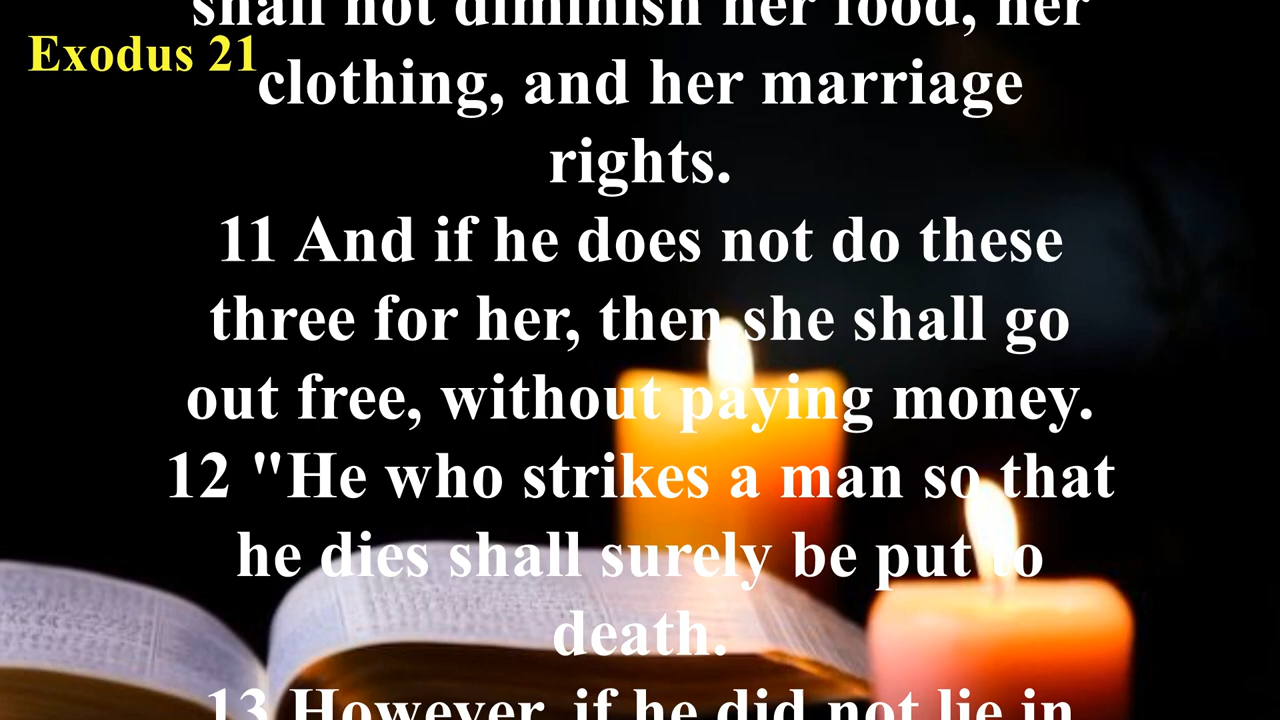 shall not diminish her food, her
Exodus 21
clothing, and her marriage
rights.
11 And if he does not do these
three for her, then she shall go
out free, without paying money.
12 "He who strikes a man so that
he dies shall surely be put to
death.
13 However, if he did not lie in